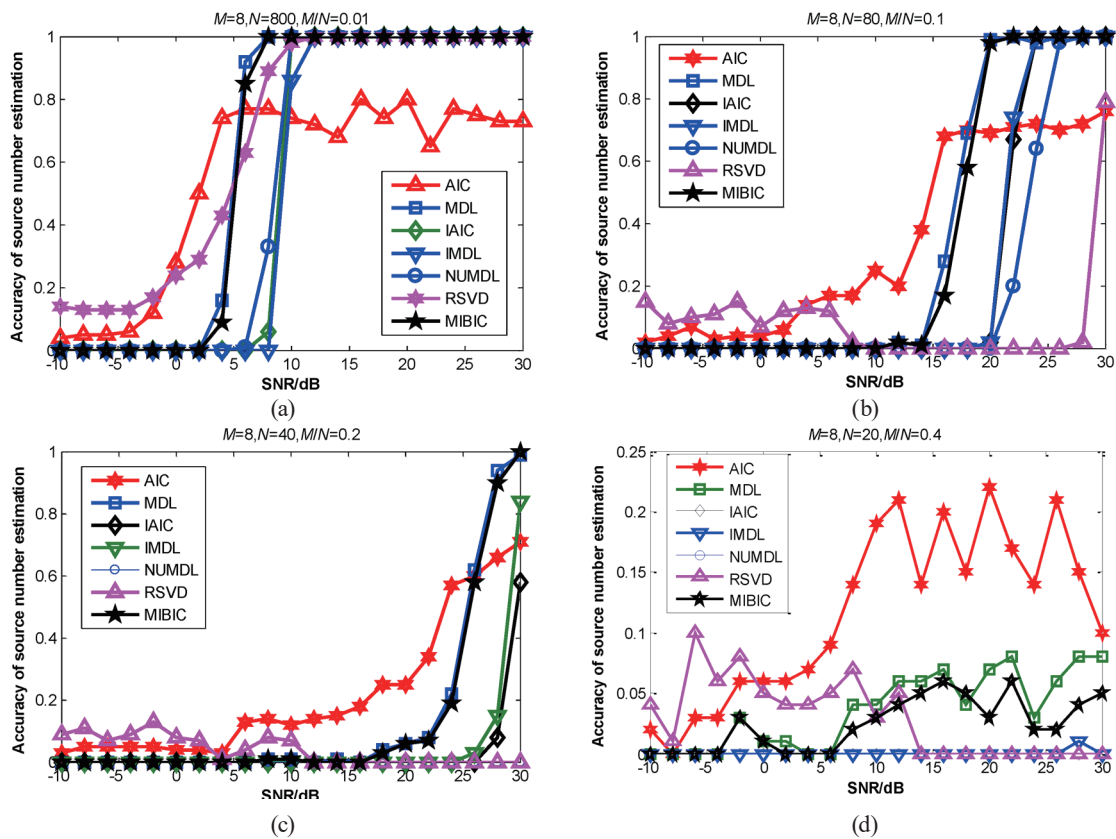 M=8,N=800,M/N=0.01
Accuracy of source number estimation
1
0.8
0.6
0.4
0.2
0
-10 -5 0 5 10 15 20 25 30
SNR/dB
AIC
MDL
IAIC
IMDL
NUMDL
RSVD
MIBIC
(a)
M=8,N=80,M/N=0.1
Accuracy of source number estimation
1
0.8
0.6
0.4
0.2
0
-10 -5 0 5 10 15 20 25 30
SNR/dB
AIC
MDL
IAIC
IMDL
NUMDL
RSVD
MIBIC
(b)
M=8,N=40,M/N=0.2
Accuracy of source number estimation
1
0.8
0.6
0.4
0.2
0
-10 -5 0 5 10 15 20 25 30
SNR/dB
AIC
MDL
IAIC
IMDL
NUMDL
RSVD
MIBIC
(c)
M=8,N=20,M/N=0.4
Accuracy of source number estimation
0.25
0.2
0.15
0.1
0.05
0
-10 -5 0 5 10 15 20 25 30
SNR/dB
AIC
MDL
IAIC
IMDL
NUMDL
RSVD
MIBIC
(d)